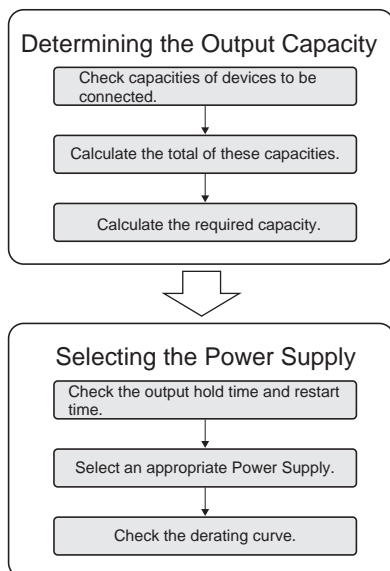 Determining the Output Capacity
Check capacities of devices to be
connected.
Calculate the total of these capacities.
Calculate the required capacity.
Selecting the Power Supply
Check the output hold time and restart
time.
Select an appropriate Power Supply.
Check the derating curve.